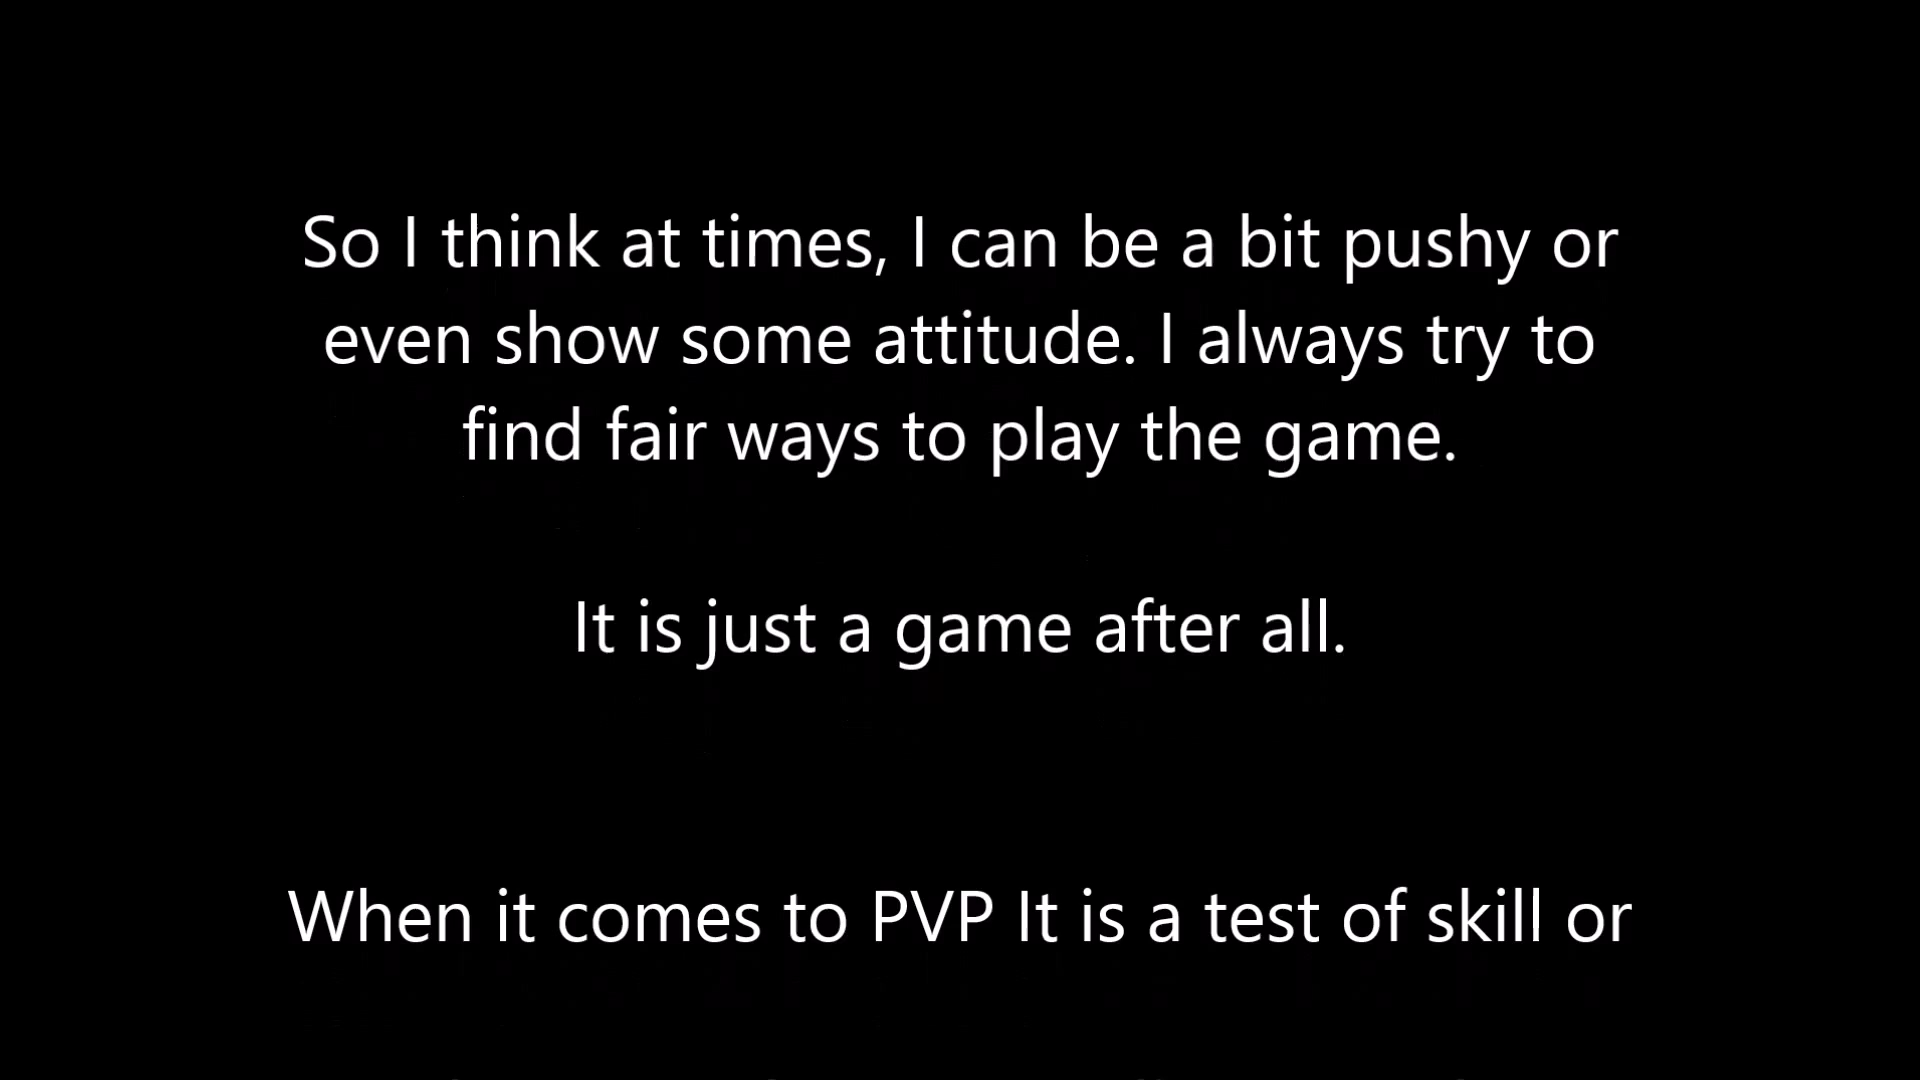 So I think at times, I can be a bit pushy or
even show some attitude. I always try to
find fair ways to play the game.
It is just a game after all.
When it comes to PVP It is a test of skill or